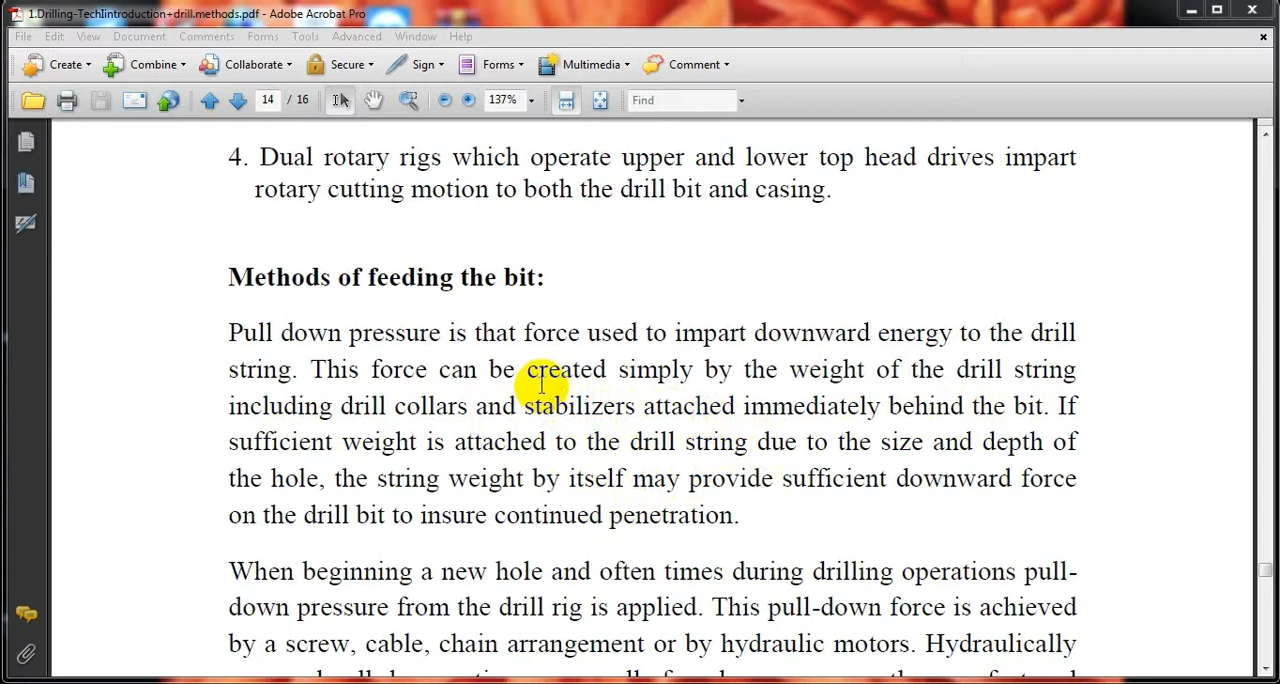 1.Drilling-TechIintroduction+drill.methods.pdf - Adobe Acrobat Pro
File Edit View Document Comments Forms Tools Advanced Window Help
Create Combine Collaborate Secure Sign Forms Multimedia Comment
14 / 16 137% Find
4. Dual rotary rigs which operate upper and lower top head drives impart
rotary cutting motion to both the drill bit and casing.
Methods of feeding the bit:
Pull down pressure is that force used to impart downward energy to the drill
string. This force can be created simply by the weight of the drill string
including drill collars and stabilizers attached immediately behind the bit. If
sufficient weight is attached to the drill string due to the size and depth of
the hole, the string weight by itself may provide sufficient downward force
on the drill bit to insure continued penetration.
When beginning a new hole and often times during drilling operations pull-
down pressure from the drill rig is applied. This pull-down force is achieved
by a screw, cable, chain arrangement or by hydraulic motors. Hydraulically